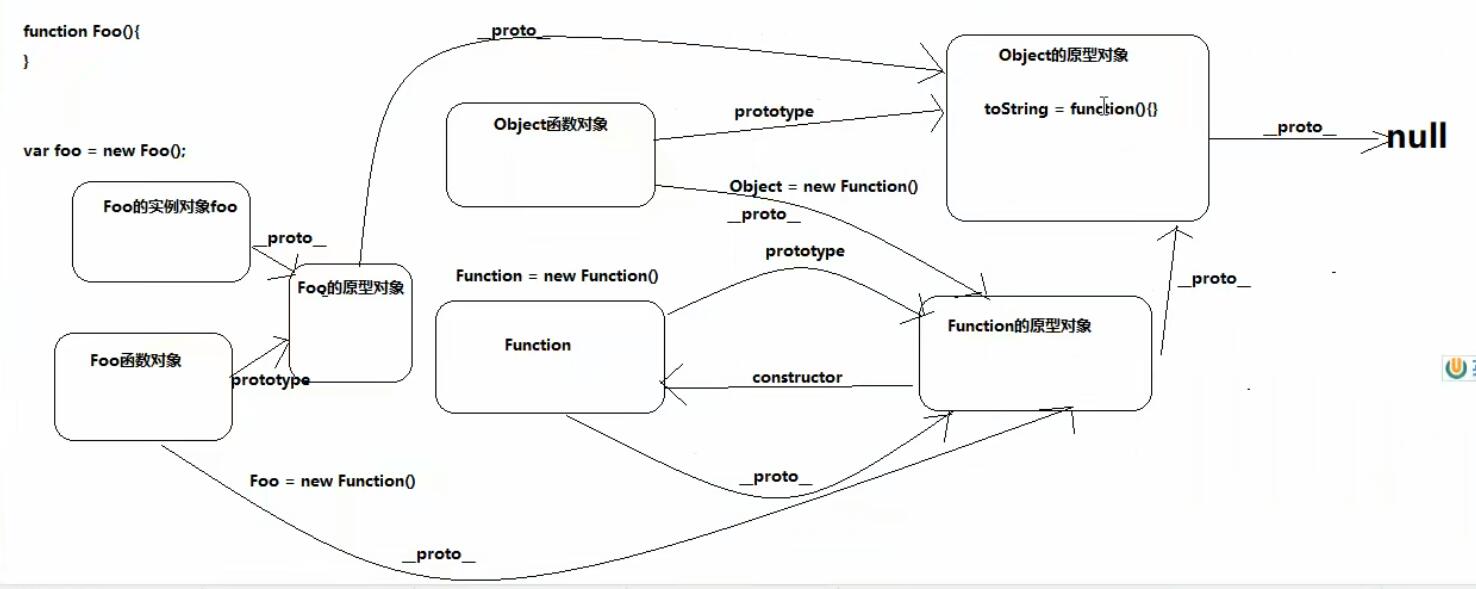 function Foo(){
}
var foo = new Foo();
Foo的实例对象foo
__proto__
Foo的原型对象
Foo函数对象
prototype
Foo = new Function()
__proto__
__proto__
Object函数对象
prototype
Object = new Function()
__proto__
prototype
Function = new Function()
Function
constructor
__proto__
Function的原型对象
__proto__
Object的原型对象
toString = function(){}
__proto__
null